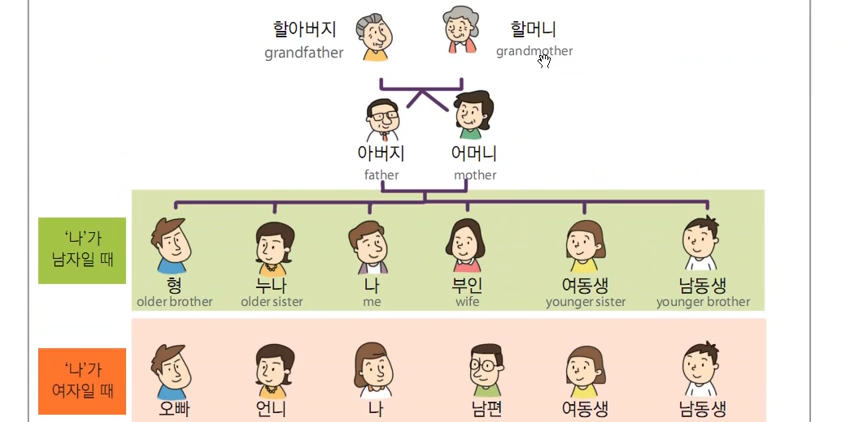 할아버지
grandfather
할머니
grandmother
아버지
father
어머니
mother
‘나’가
남자일 때
형
older brother
누나
older sister
나
me
부인
wife
여동생
younger sister
남동생
younger brother
‘나’가
여자일 때
오빠
언니
나
남편
여동생
남동생